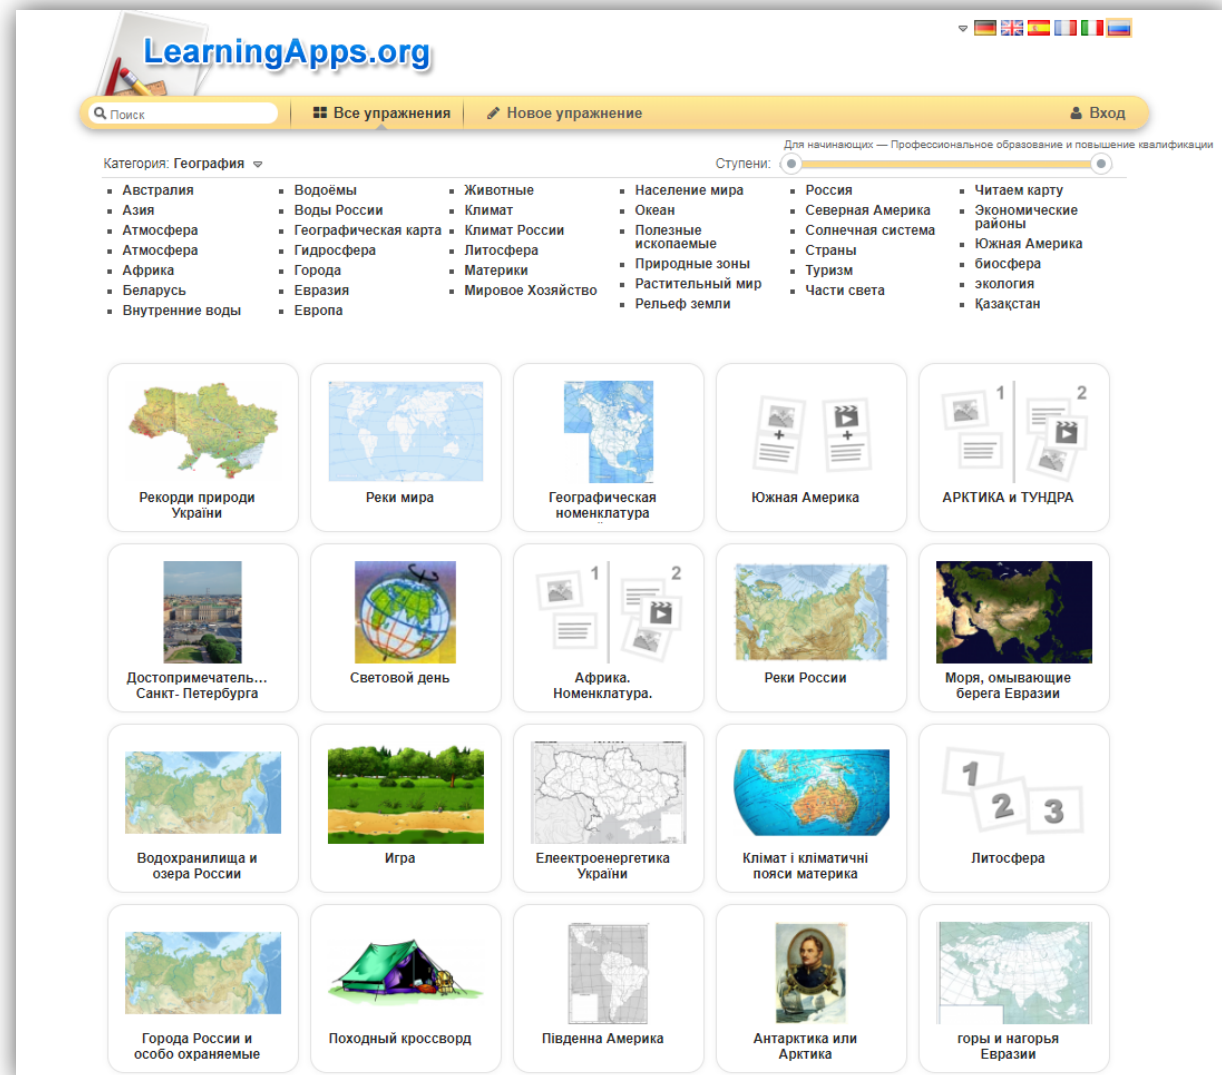 LearningApps.org
Поиск
Все упражнения
Новое упражнение
Вход
Категория: География
Ступени:
Для начинающих — Профессиональное образование и повышение квалификации
Австралия
Азия
Атмосфера
Атмосфера
Африка
Беларусь
Внутренние воды
Водоёмы
Воды России
Географическая карта
Гидросфера
Города
Евразия
Европа
Животные
Климат
Климат России
Литосфера
Материки
Мировое Хозяйство
Население мира
Океан
Полезные
ископаемые
Природные зоны
Растительный мир
Рельеф земли
Россия
Северная Америка
Солнечная система
Страны
Туризм
Части света
Читаем карту
Экономические
районы
Южная Америка
биосфера
экология
Қазақстан
Рекорди природи
України
Реки мира
Географическая
номенклатура
Южная Америка
1 2
АРКТИКА и ТУНДРА
Достопримечатель...
Санкт- Петербурга
Световой день
1 2
Африка.
Номенклатура.
Реки России
Моря, омывающие
берега Евразии
Водохранилища и
озера России
Игра
Елеектроенергетика
України
Клімат і кліматичні
пояси материка
1 2 3
Литосфера
Города России и
особо охраняемые
Походный кроссворд
Південна Америка
Антарктика или
Арктика
горы и нагорья
Евразии